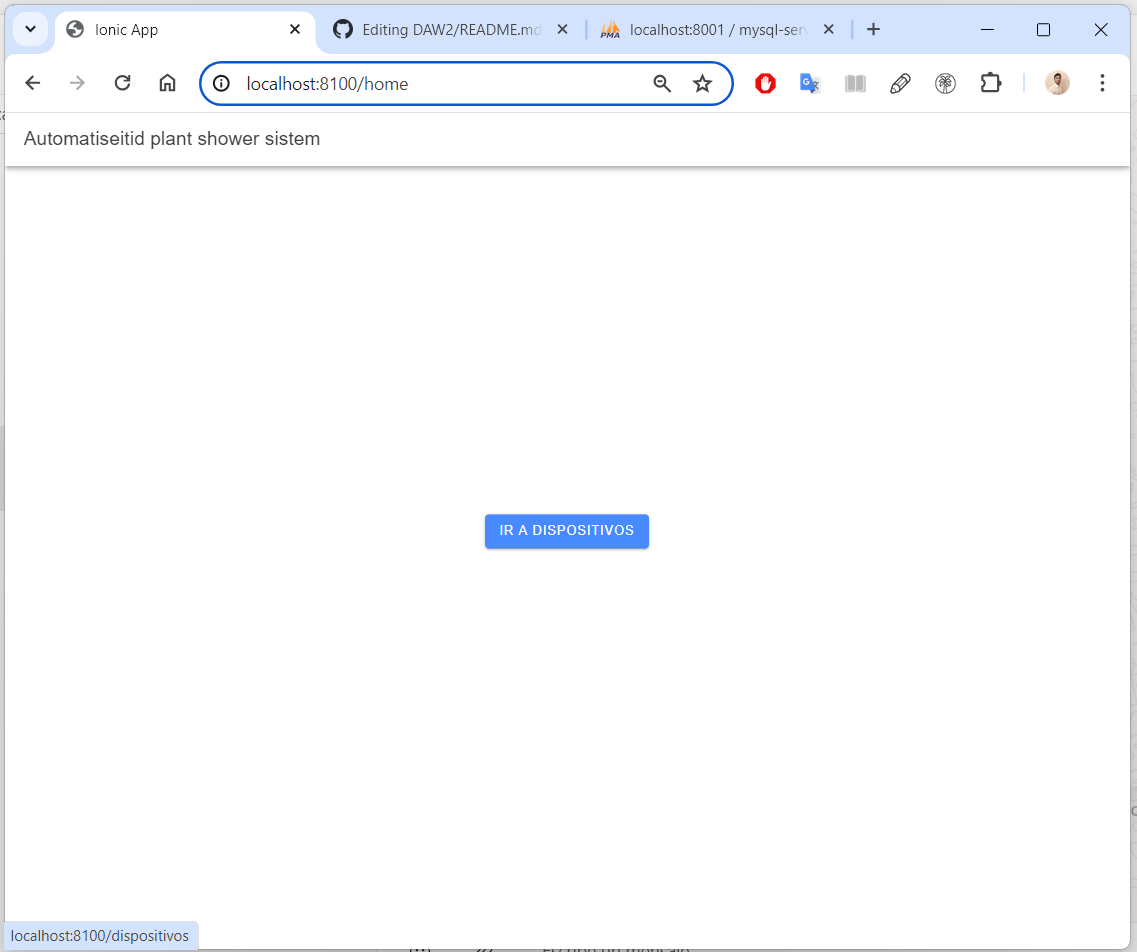 Ionic App
Editing DAW2/README.md
localhost:8001 / mysql-serv
localhost:8100/home
Automatiseitid plant shower sistem
IR A DISPOSITIVOS
localhost:8100/dispositivos